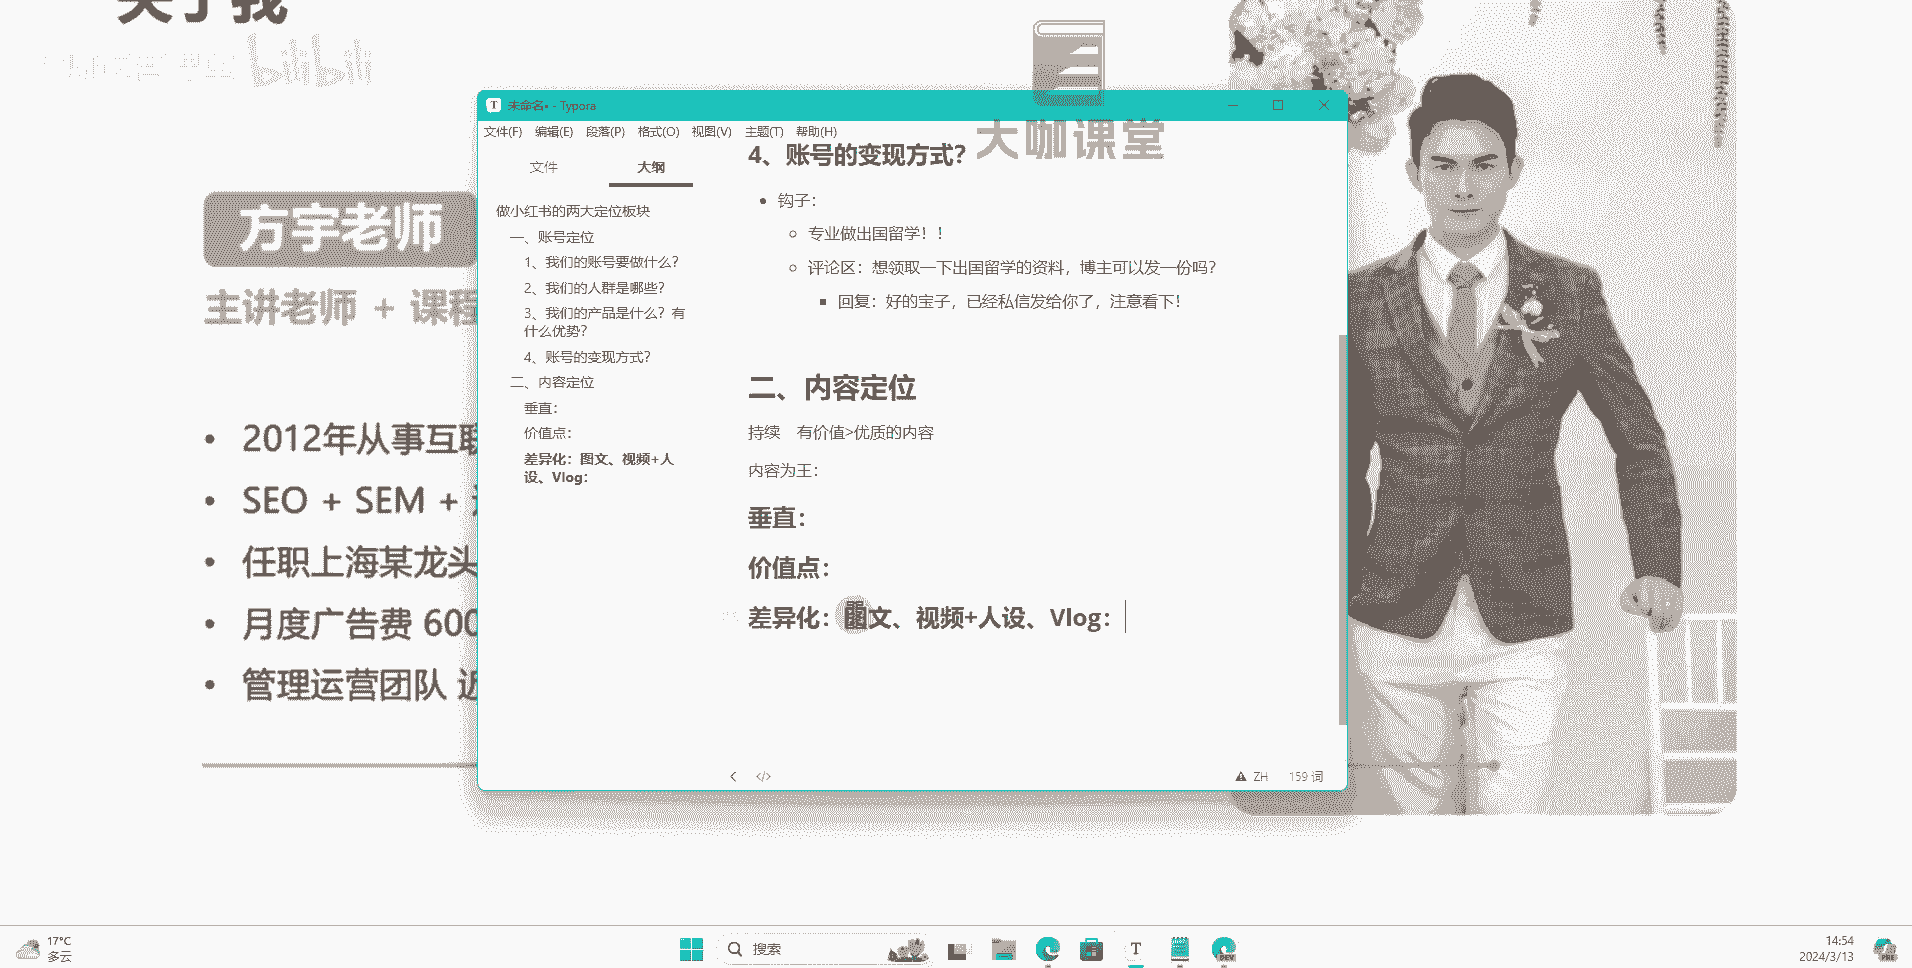 关于我
bilibili
大咖课堂
方宇老师
主讲老师 + 课程
2012年从事互联
SEO + SEM +
任职上海某龙头
月度广告费 600
管理运营团队 近
未命名• - Typora
文件(F) 编辑(E) 段落(P) 格式(O) 视图(V) 主题(T) 帮助(H)
文件 大纲
做小红书的两大定位板块
一、账号定位
1、我们的账号要做什么？
2、我们的人群是哪些？
3、我们的产品是什么？有
什么优势？
4、账号的变现方式？
二、内容定位
垂直：
价值点：
差异化：图文、视频+人
设、Vlog：
4、账号的变现方式？
钩子：
专业做出国留学！！
评论区：想领取一下出国留学的资料，博主可以发一份吗？
回复：好的宝子，已经私信发给你了，注意看下！
二、内容定位
持续 有价值>优质的内容
内容为王：
垂直：
价值点：
差异化：图文、视频+人设、Vlog：
ZH 159 词
17°C
多云
搜索
DEV
14:54
2024/3/13
PRE